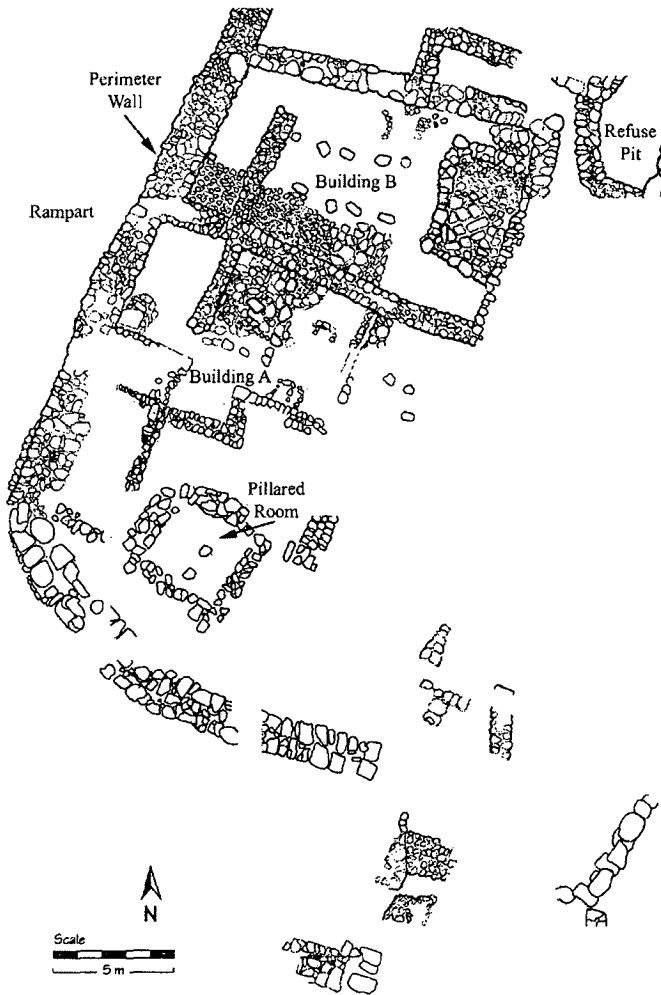 Perimeter
Wall
Refuse
Pit
Building B
Rampart
Building A
Pillared
Room
N
Scale
5 m